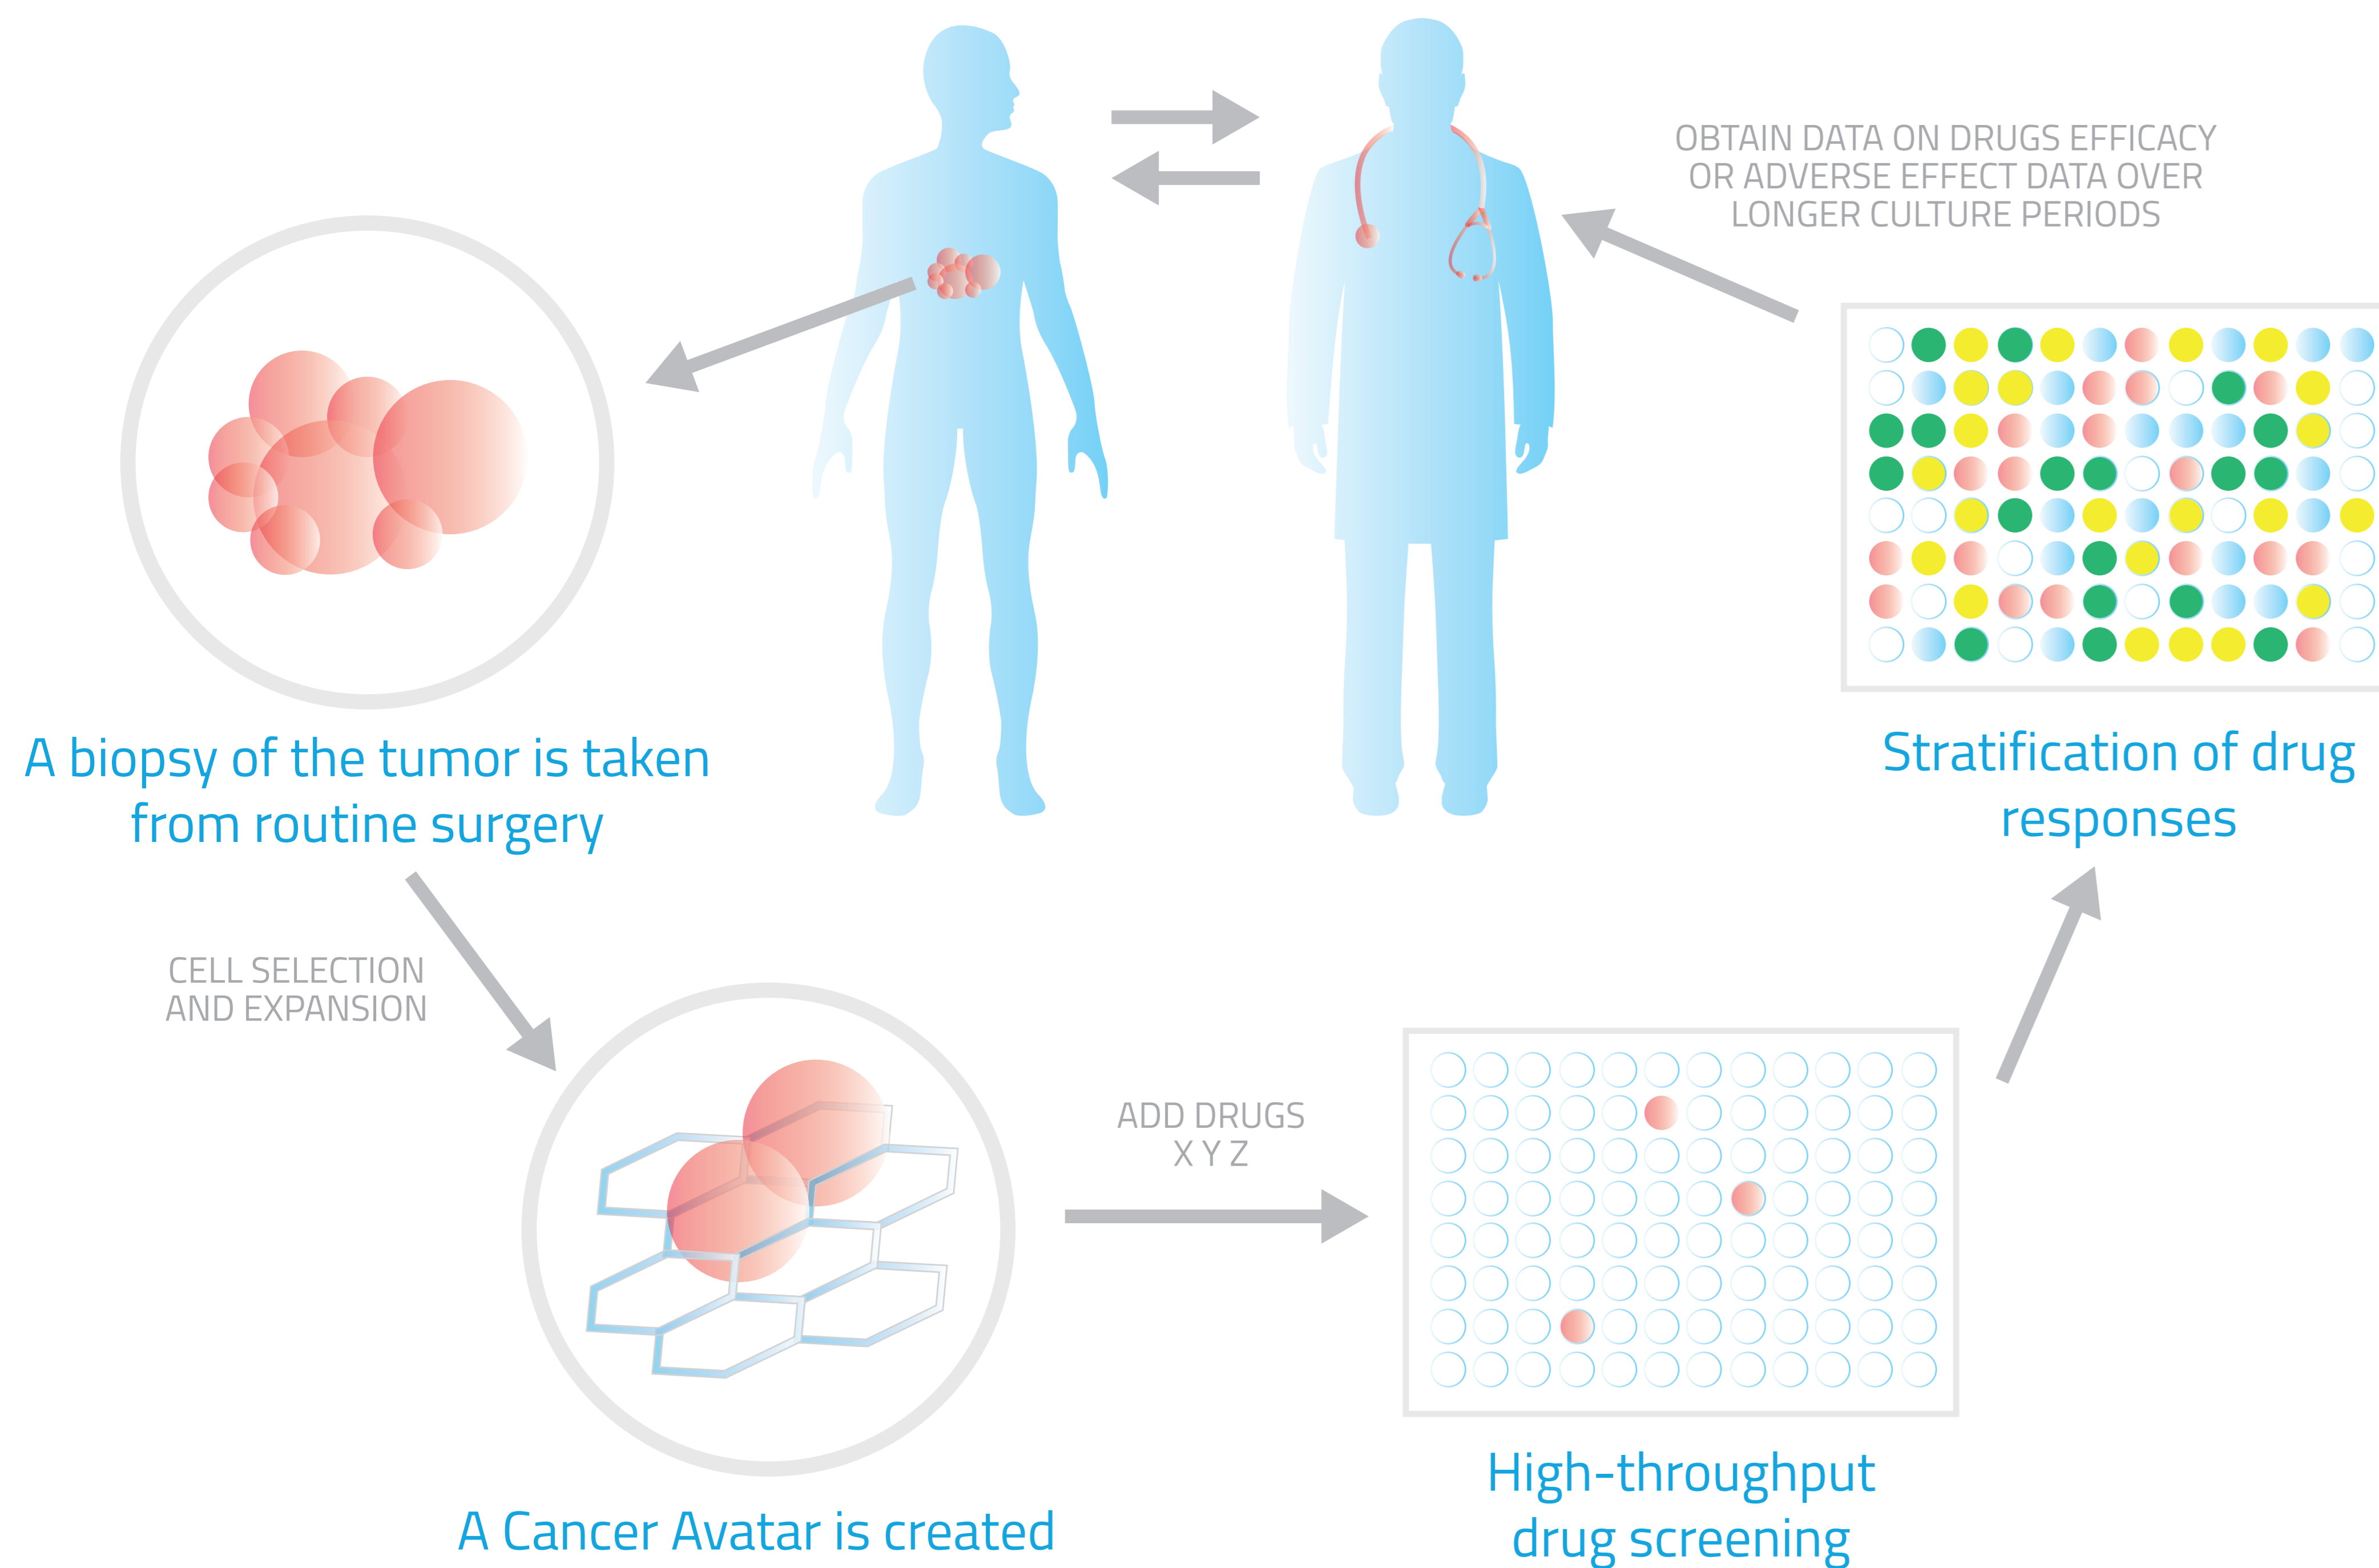 OBTAIN DATA ON DRUGS EFFICACY
OR ADVERSE EFFECT DATA OVER
LONGER CULTURE PERIODS
A biopsy of the tumor is taken
from routine surgery
Stratification of drug
responses
CELL SELECTION
AND EXPANSION
ADD DRUGS
X Y Z
A Cancer Avatar is created
High-throughput
drug screening